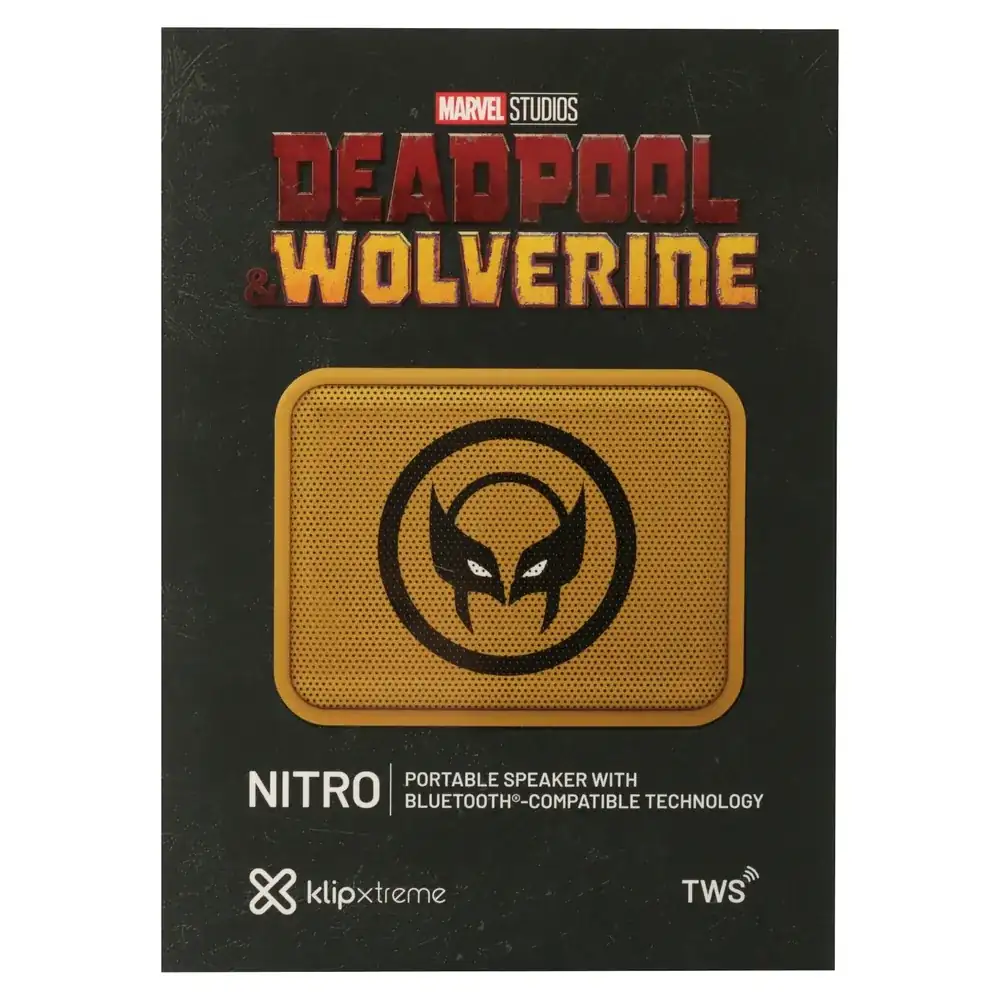 MARVEL STUDIOS
DEADPOOL
& WOLVERINE
NITRO
PORTABLE SPEAKER WITH
BLUETOOTH®-COMPATIBLE TECHNOLOGY
klipxtreme
TWS